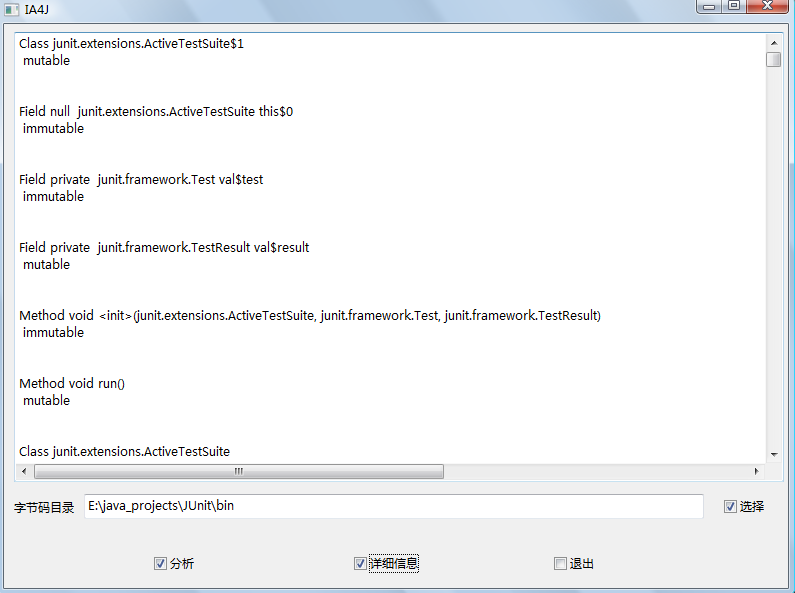 IA4J
Class junit.extensions.ActiveTestSuite$1
mutable
Field null  junit.extensions.ActiveTestSuite this$0
immutable
Field private  junit.framework.Test val$test
immutable
Field private  junit.framework.TestResult val$result
mutable
Method void <init>(junit.extensions.ActiveTestSuite, junit.framework.Test, junit.framework.TestResult)
immutable
Method void run()
mutable
Class junit.extensions.ActiveTestSuite
字节码目录 E:\java_projects\JUnit\bin 选择
分析 详细信息 退出